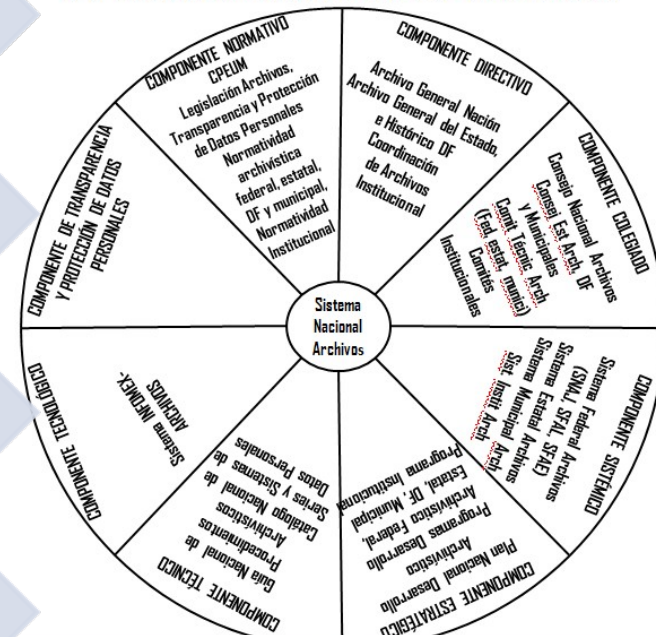 COMPONENTE NORMATIVO
CPEUM
Legislación Archivos,
Transparencia y Protección
de Datos Personales
Normatividad
archivística
federal, estatal,
DF y municipal,
Normatividad
Institucional
COMPONENTE DIRECTIVO
Archivo General Nación
Archivo General del Estado,
e Histórico DF
Coordinación
de Archivos
Institucional
COMPONENTE COLEGIADO
Consejo Nacional Archivos
Consej Est Arch, DF
y Municipales
Comit Técnic Arch
(Fed, estat, munici)
Comités
Institucionales
COMPONENTE SISTÉMICO
Sistema Federal Archivos
(SNAJ, SFAL, SFAE)
Sistema Estatal Archivos
Sistema Municipal Arch
Sist Instit Arch
COMPONENTE ESTRATÉGICO
Plan Nacional Desarrollo
Archivístico
Programas Desarrollo
Archivístico Federal,
Estatal, DF, Municipal
Programa Institucional
COMPONENTE TÉCNICO
Guía Nacional de
Procedimientos
Archivísticos
Catálogo Nacional de
Series y Sistemas de
Datos Personales
COMPONENTE TECNOLÓGICO
Sistema INFOMEX-
ARCHIVOS
COMPONENTE DE TRANSPARENCIA
Y PROTECCIÓN DE DATOS
PERSONALES
Sistema
Nacional
Archivos